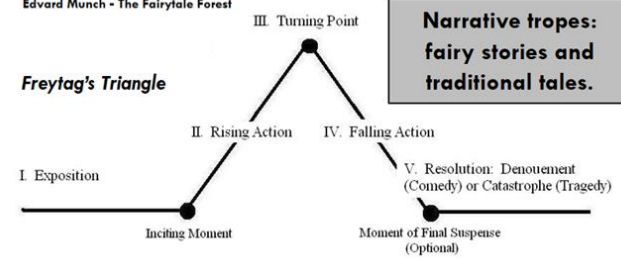 Edvard Munch - The Fairytale Forest
Narrative tropes:
fairy stories and
traditional tales.
Freytag's Triangle
III. Turning Point
II. Rising Action
IV. Falling Action
I. Exposition
V. Resolution: Denouement
(Comedy) or Catastrophe (Tragedy)
Inciting Moment
Moment of Final Suspense
(Optional)